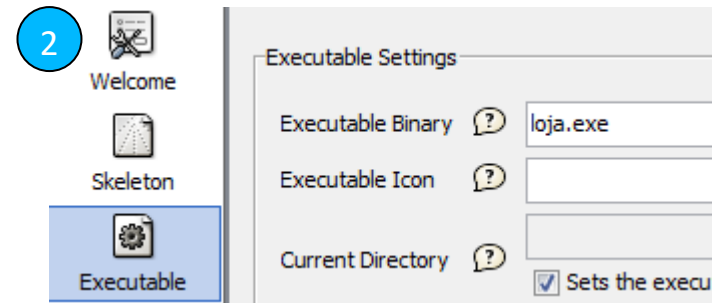 2
Welcome
Skeleton
Executable
Executable Settings
Executable Binary ? loja.exe
Executable Icon ?
Current Directory ?
Sets the execu